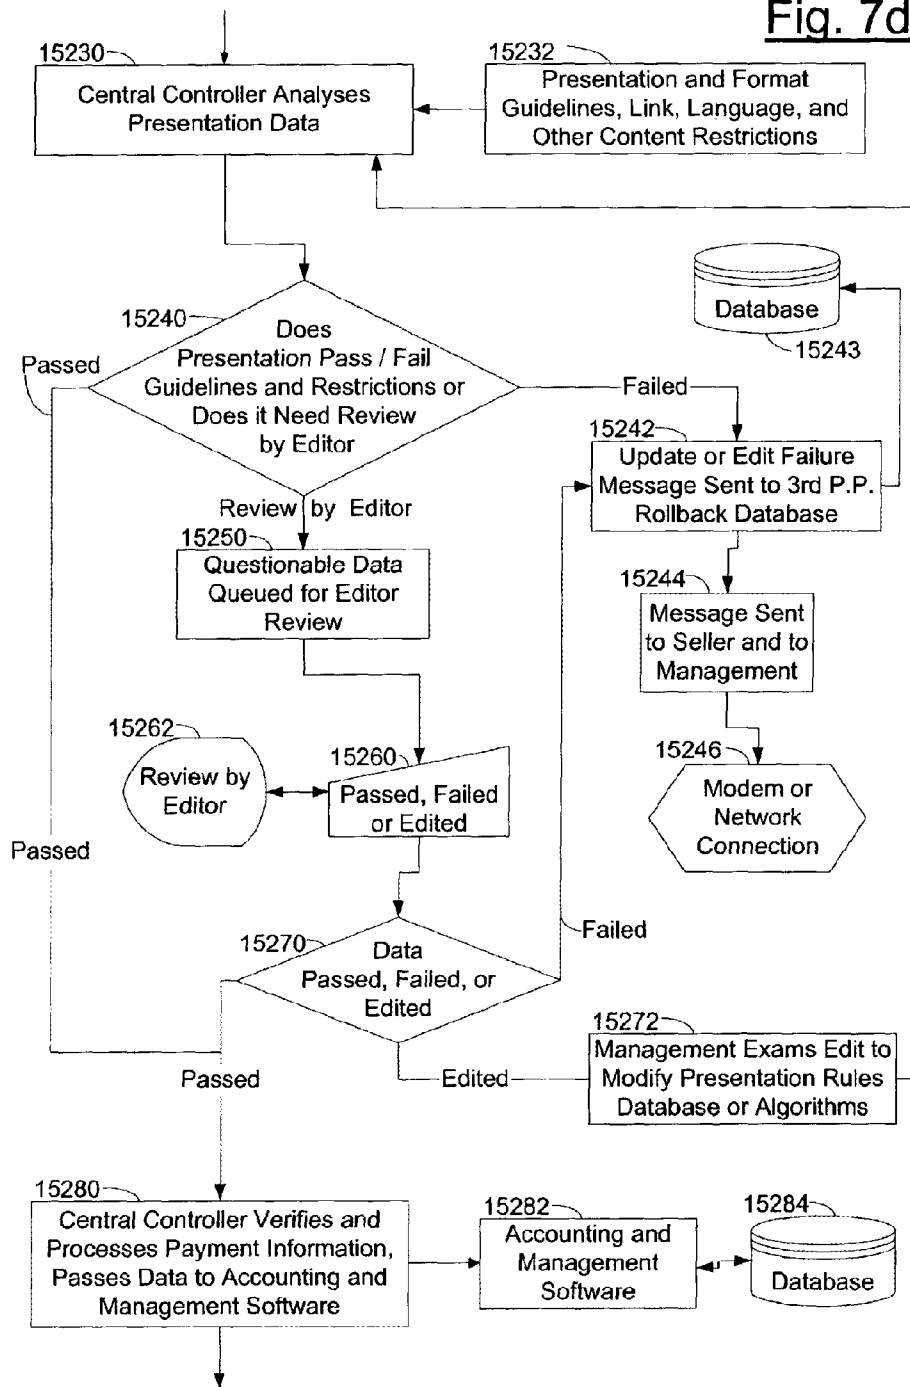 Fig. 7d
15230
Central Controller Analyses
Presentation Data
15232
Presentation and Format
Guidelines, Link, Language, and
Other Content Restrictions
15240
Does
Presentation Pass / Fail
Guidelines and Restrictions or
Does it Need Review
by Editor
Passed
Failed
Database
15243
15242
Update or Edit Failure
Message Sent to 3rd P.P.
Rollback Database
Review by Editor
15250
Questionable Data
Queued for Editor
Review
15244
Message Sent
to Seller and to
Management
15262
Review by
Editor
15260
Passed, Failed
or Edited
15246
Modem or
Network
Connection
Passed
15270
Data
Passed, Failed, or
Edited
Failed
Passed
Edited
15272
Management Exams Edit to
Modify Presentation Rules
Database or Algorithms
15280
Central Controller Verifies and
Processes Payment Information,
Passes Data to Accounting and
Management Software
15282
Accounting and
Management
Software
15284
Database